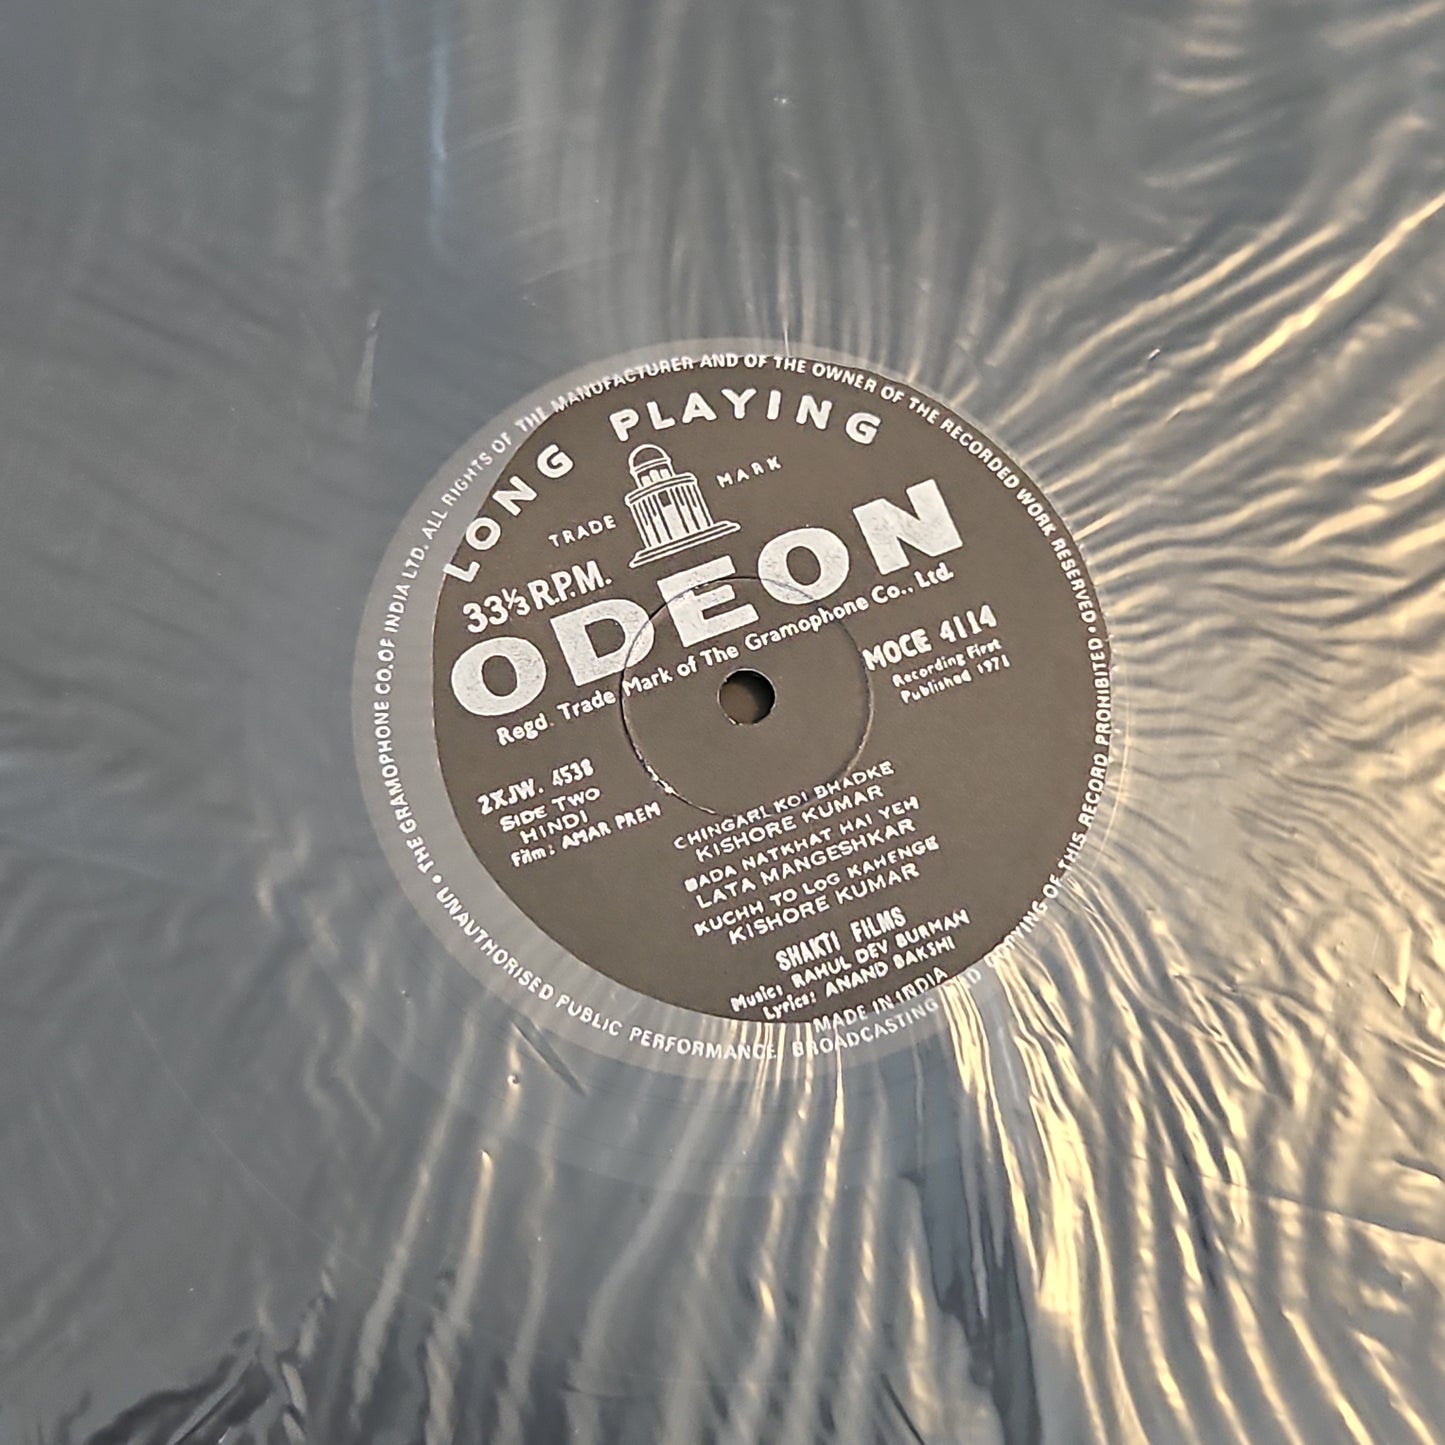 THE GRAMOPHONE CO. OF INDIA LTD. ALL RIGHTS OF THE MANUFACTURER AND OF THE OWNER OF THE RECORDED WORK RESERVED • UNAUTHORISED PUBLIC PERFORMANCE BROADCASTING AND COPYING OF THIS RECORD PROHIBITED •
LONG PLAYING
TRADE MARK
33⅓ R.P.M.
ODEON
Regd. Trade Mark of The Gramophone Co., Ltd.
MOCE 4114
Recording First
Published 1971
2XJW. 4538
SIDE TWO
HINDI
Film: AMAR PREM
CHINGARI KOI BHADKE
KISHORE KUMAR
BADA NATKHAT HAI YEH
LATA MANGESHKAR
KUCHH TO LOG KAHENGE
KISHORE KUMAR
SHAKTI FILMS
Music: RAHUL DEV BURMAN
Lyrics: ANAND BAKSHI
MADE IN INDIA